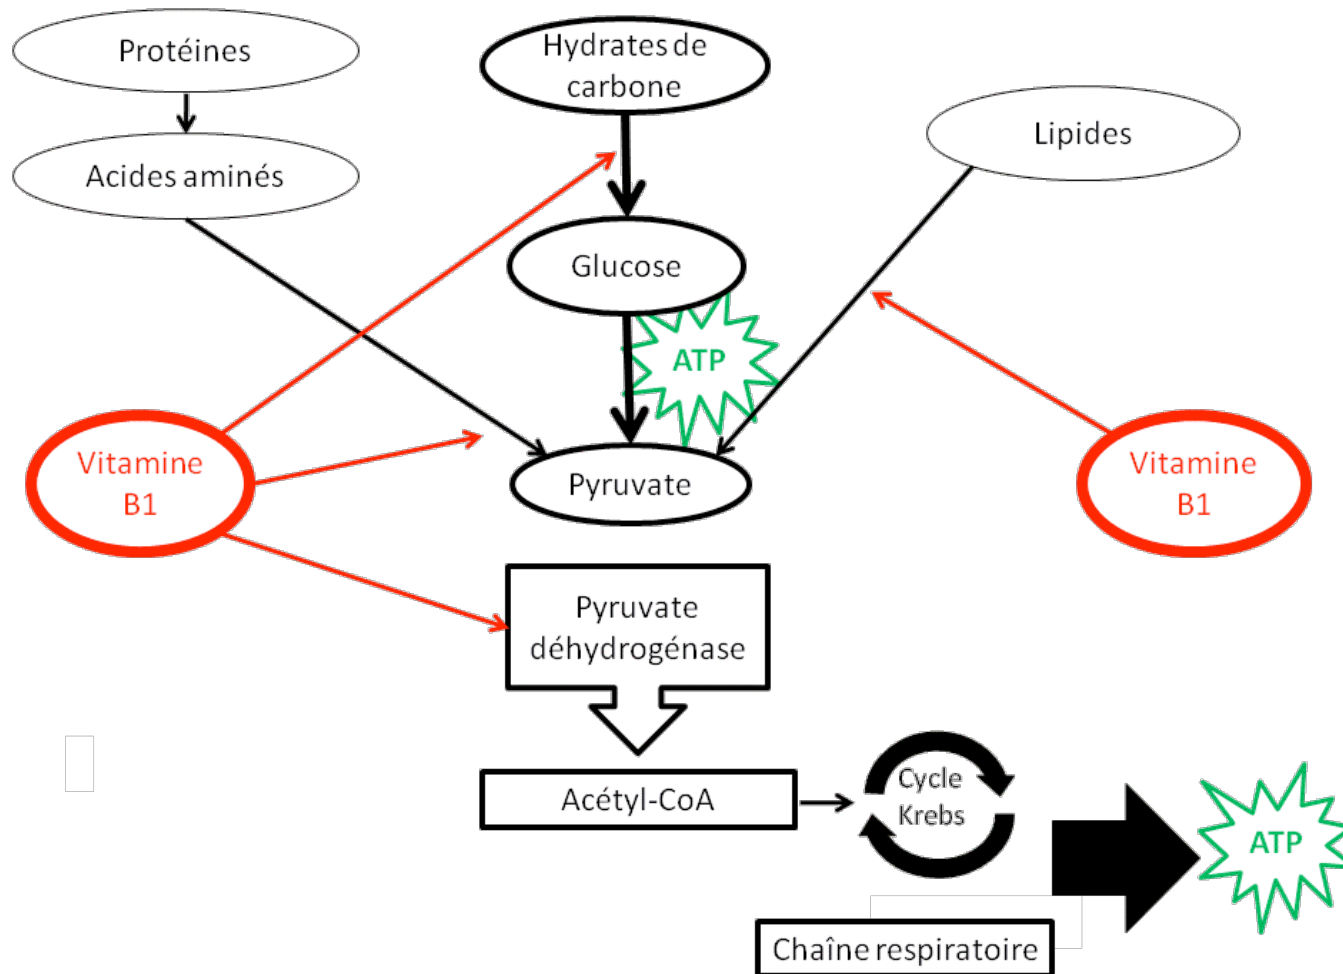 Protéines
Hydrates de
carbone
Lipides
Acides aminés
Glucose
ATP
Vitamine
B1
Pyruvate
Vitamine
B1
Pyruvate
déhydrogénase
Acétyl-CoA
Cycle
Krebs
ATP
Chaîne respiratoire